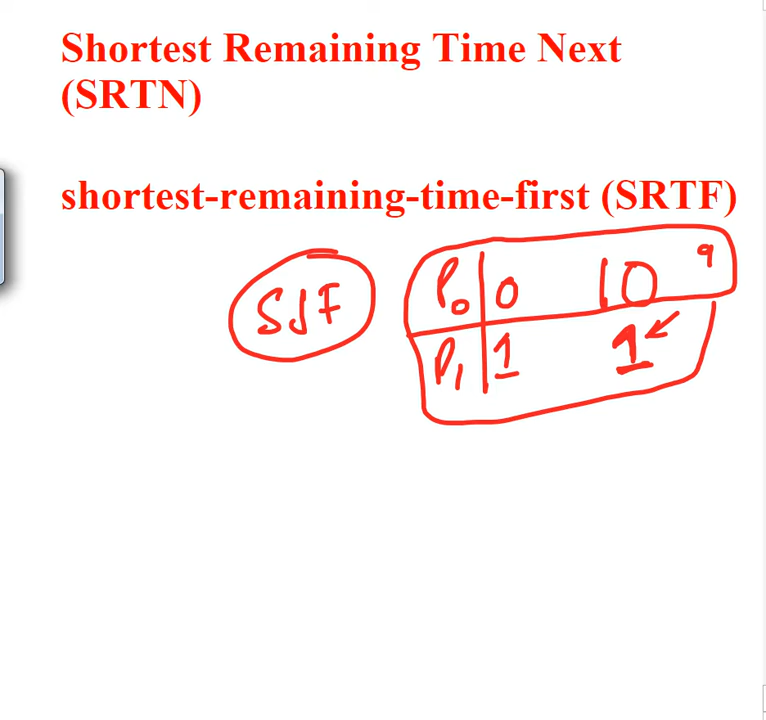 Shortest Remaining Time Next
(SRTN)
shortest-remaining-time-first (SRTF)
SJF
P0 0 10 9
P1 1 1